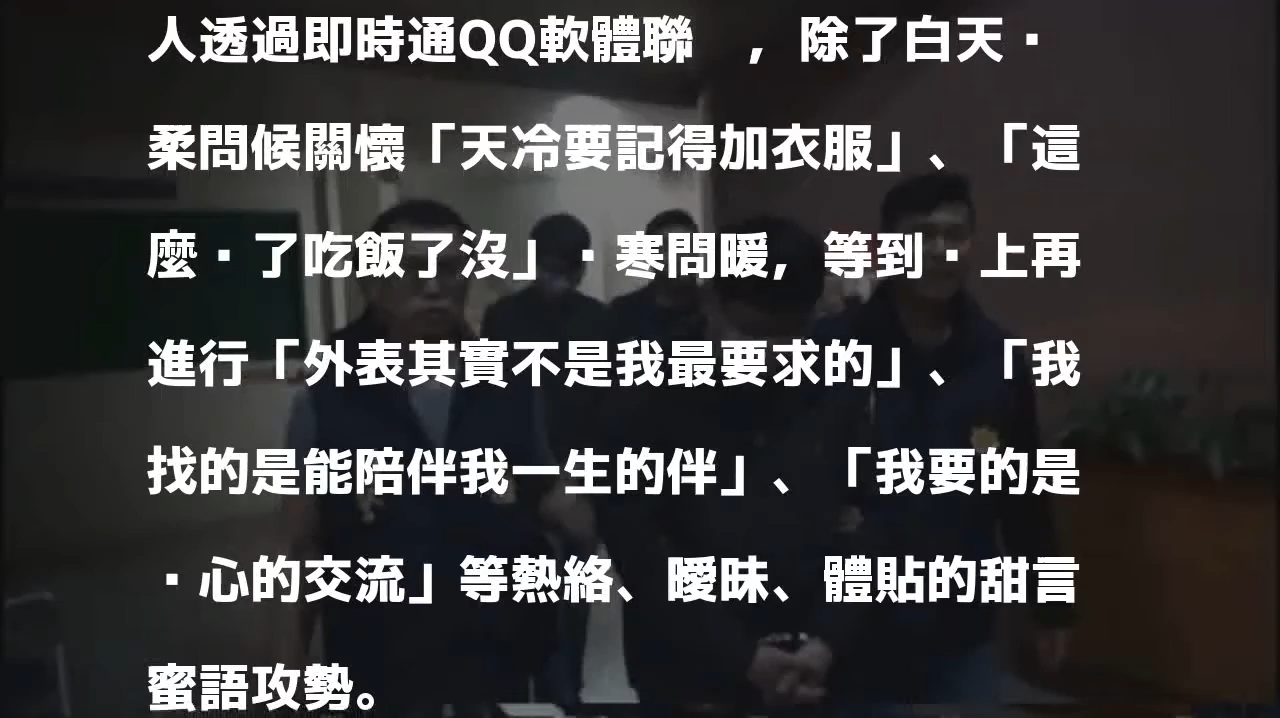 人透過即時通QQ軟體聯　，除了白天·
柔問候關懷「天冷要記得加衣服」、「這
麼·了吃飯了沒」·寒問暖，等到·上再
進行「外表其實不是我最要求的」、「我
找的是能陪伴我一生的伴」、「我要的是
·心的交流」等熱絡、曖昧、體貼的甜言
蜜語攻勢。